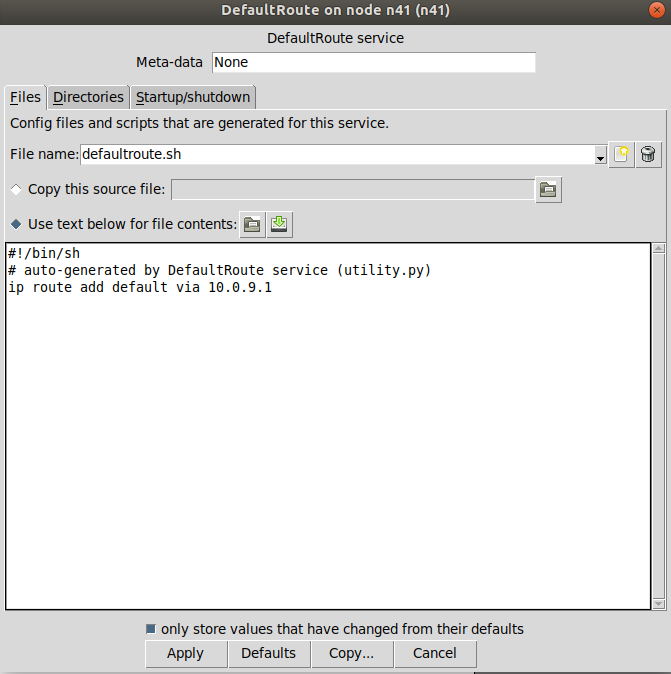 DefaultRoute on node n41 (n41)
DefaultRoute service
Meta-data None
Files Directories Startup/shutdown
Config files and scripts that are generated for this service.
File name: defaultroute.sh
Copy this source file:
Use text below for file contents:
#!/bin/sh
# auto-generated by DefaultRoute service (utility.py)
ip route add default via 10.0.9.1
only store values that have changed from their defaults
Apply Defaults Copy... Cancel